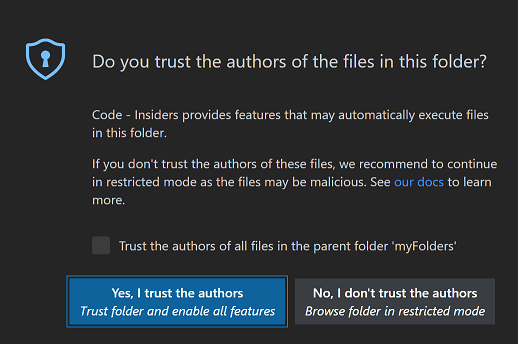 Do you trust the authors of the files in this folder?
Code - Insiders provides features that may automatically execute files
in this folder.
If you don't trust the authors of these files, we recommend to continue
in restricted mode as the files may be malicious. See our docs to learn
more.
Trust the authors of all files in the parent folder 'myFolders'
Yes, I trust the authors
Trust folder and enable all features
No, I don't trust the authors
Browse folder in restricted mode